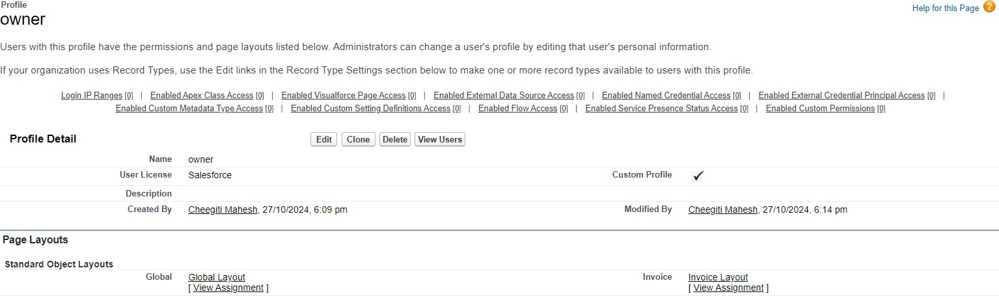 Profile
owner
Help for this Page ?
Users with this profile have the permissions and page layouts listed below. Administrators can change a user's profile by editing that user's personal information.
If your organization uses Record Types, use the Edit links in the Record Type Settings section below to make one or more record types available to users with this profile.
Login IP Ranges [0] | Enabled Apex Class Access [0] | Enabled Visualforce Page Access [0] | Enabled External Data Source Access [0] | Enabled Named Credential Access [0] | Enabled External Credential Principal Access [0] |
Enabled Custom Metadata Type Access [0] | Enabled Custom Setting Definitions Access [0] | Enabled Flow Access [0] | Enabled Service Presence Status Access [0] | Enabled Custom Permissions [0]
Profile Detail Edit Clone Delete View Users
Name owner
User License Salesforce Custom Profile
Description
Created By Cheegiti Mahesh, 27/10/2024, 6:09 pm Modified By Cheegiti Mahesh, 27/10/2024, 6:14 pm
Page Layouts
Standard Object Layouts
Global Global Layout Invoice Invoice Layout
[ View Assignment ] [ View Assignment ]